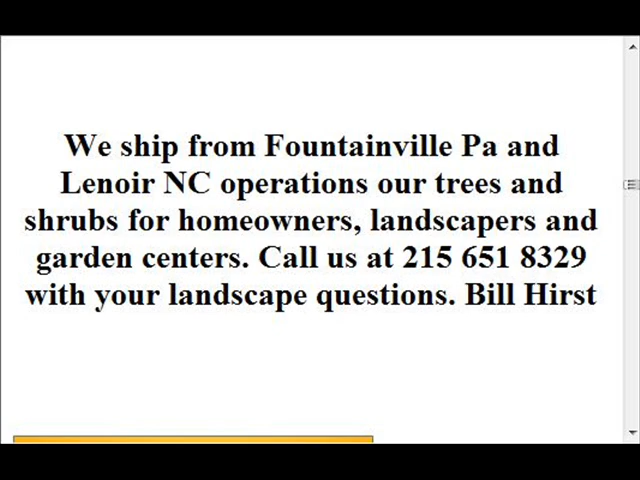 We ship from Fountainville Pa and
Lenoir NC operations our trees and
shrubs for homeowners, landscapers and
garden centers. Call us at 215 651 8329
with your landscape questions. Bill Hirst